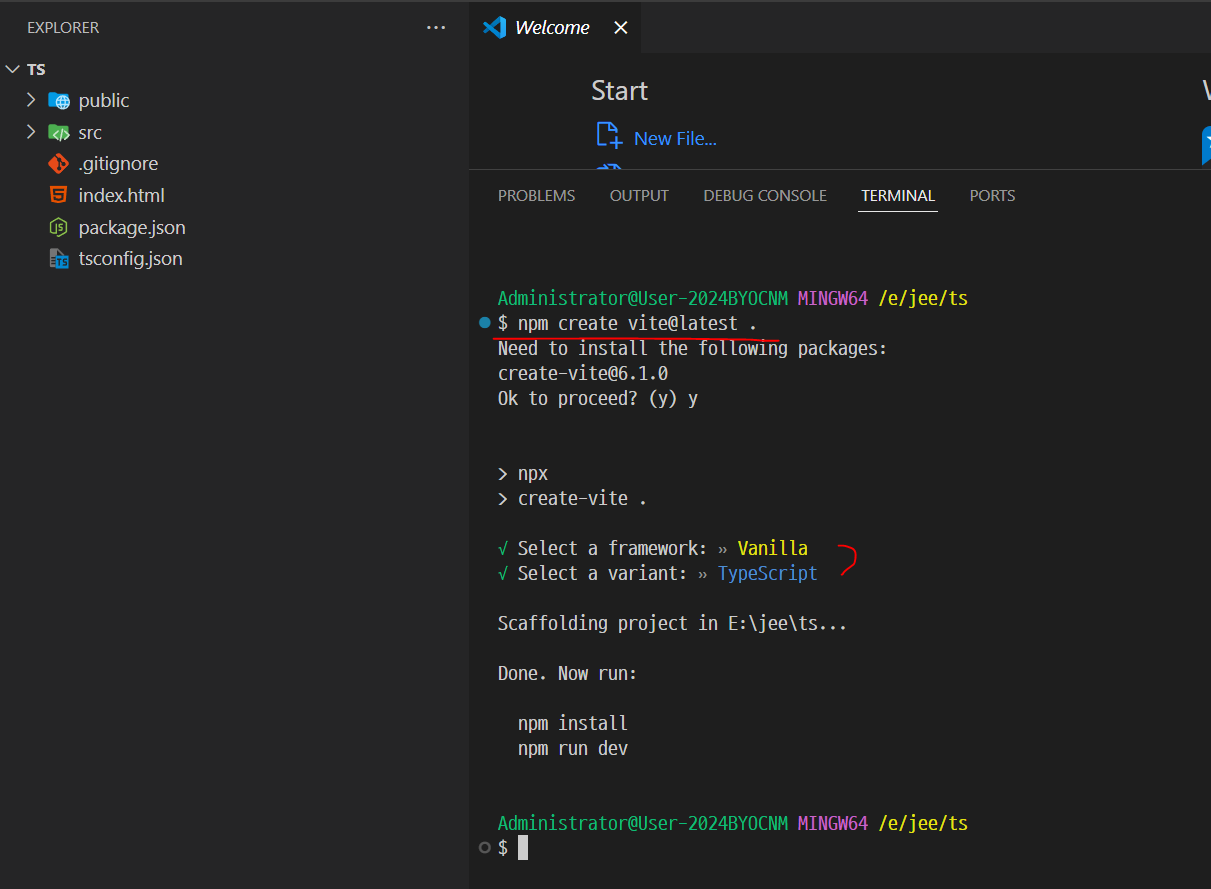 EXPLORER
TS
public
src
.gitignore
index.html
package.json
tsconfig.json
Welcome
Start
New File...
PROBLEMS OUTPUT DEBUG CONSOLE TERMINAL PORTS
Administrator@User-2024BYOCNM MINGW64 /e/jee/ts
$ npm create vite@latest .
Need to install the following packages:
create-vite@6.1.0
Ok to proceed? (y) y
> npx
> create-vite .
√ Select a framework: » Vanilla
√ Select a variant: » TypeScript
Scaffolding project in E:\jee\ts...
Done. Now run:
npm install
npm run dev
Administrator@User-2024BYOCNM MINGW64 /e/jee/ts
$